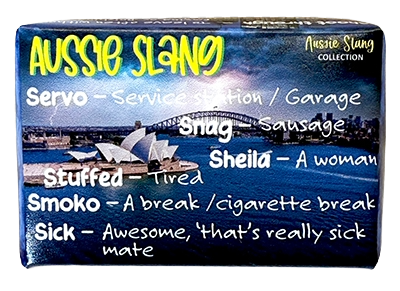 Aussie Slang
Aussie Slang
COLLECTION
Servo – Service station / Garage
Snag – Sausage
Sheila – A woman
Stuffed – Tired
Smoko – A break /cigarette break
Sick – Awesome, 'that's really sick
mate